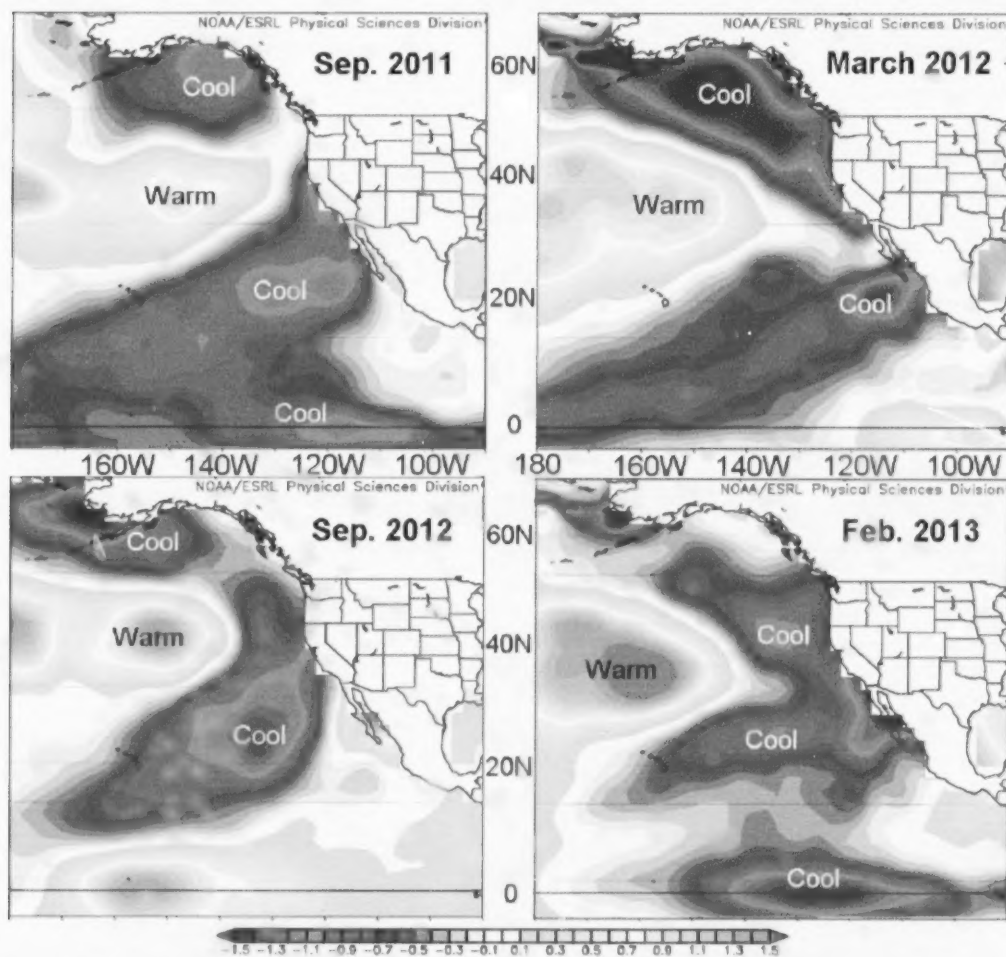 NOAA/ESRL Physical Sciences Division
Sep. 2011
Cool
Warm
Cool
Cool
160W 140W 120W 100W
NOAA/ESRL Physical Sciences Division
March 2012
Cool
Warm
Cool
60N
40N
20N
0
180 160W 140W 120W 100W
NOAA/ESRL Physical Sciences Division
Sep. 2012
Cool
Warm
Cool
NOAA/ESRL Physical Sciences Division
Feb. 2013
Cool
Warm
Cool
Cool
60N
40N
20N
0
-1.5 -1.3 -1.1 -0.9 -0.7 -0.5 -0.3 -0.1 0.1 0.3 0.5 0.7 0.9 1.1 1.3 1.5